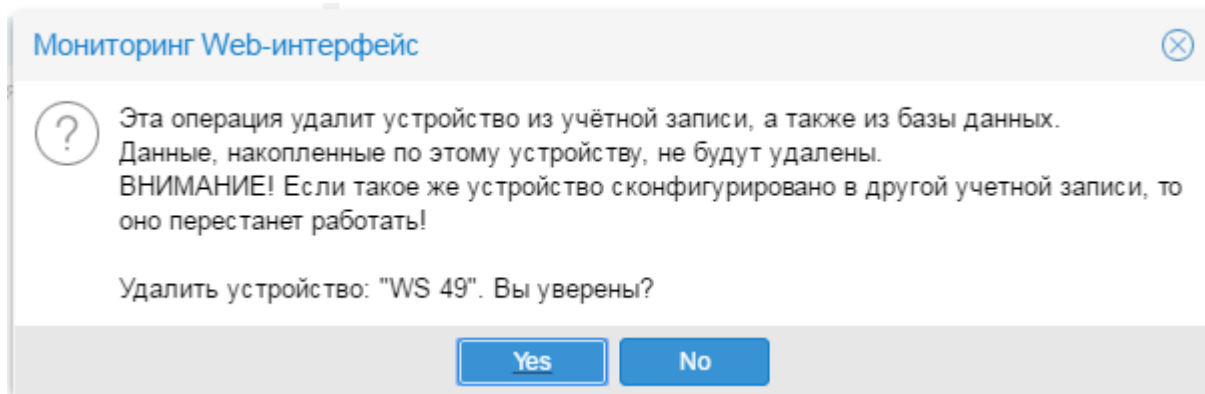 Мониторинг Web-интерфейс
?
Эта операция удалит устройство из учётной записи, а также из базы данных.
Данные, накопленные по этому устройству, не будут удалены.
ВНИМАНИЕ! Если такое же устройство сконфигурировано в другой учетной записи, то
оно перестанет работать!
Удалить устройство: "WS 49". Вы уверены?
Yes
No